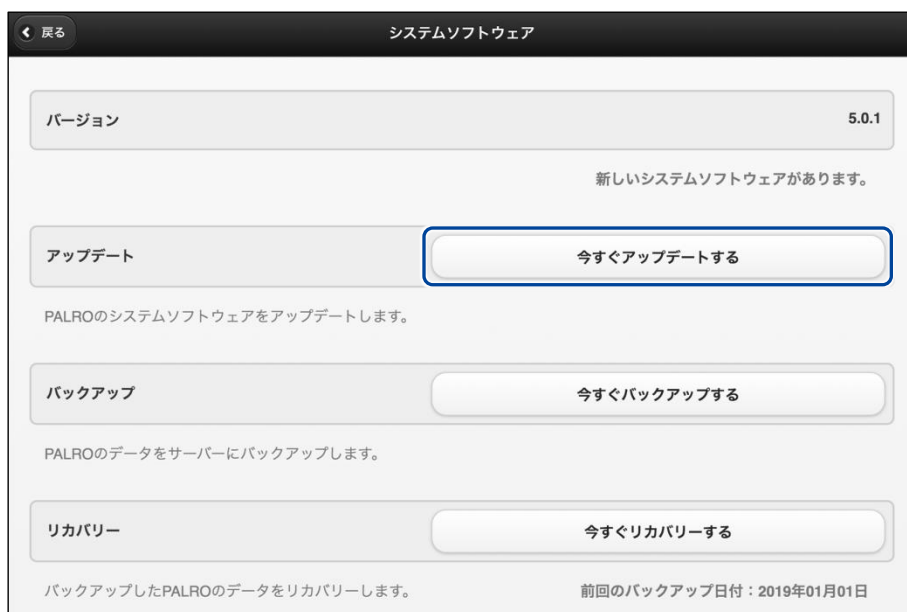 戻る
システムソフトウェア
バージョン 5.0.1
新しいシステムソフトウェアがあります。
アップデート 今すぐアップデートする
PALROのシステムソフトウェアをアップデートします。
バックアップ 今すぐバックアップする
PALROのデータをサーバーにバックアップします。
リカバリー 今すぐリカバリーする
バックアップしたPALROのデータをリカバリーします。 前回のバックアップ日付：2019年01月01日